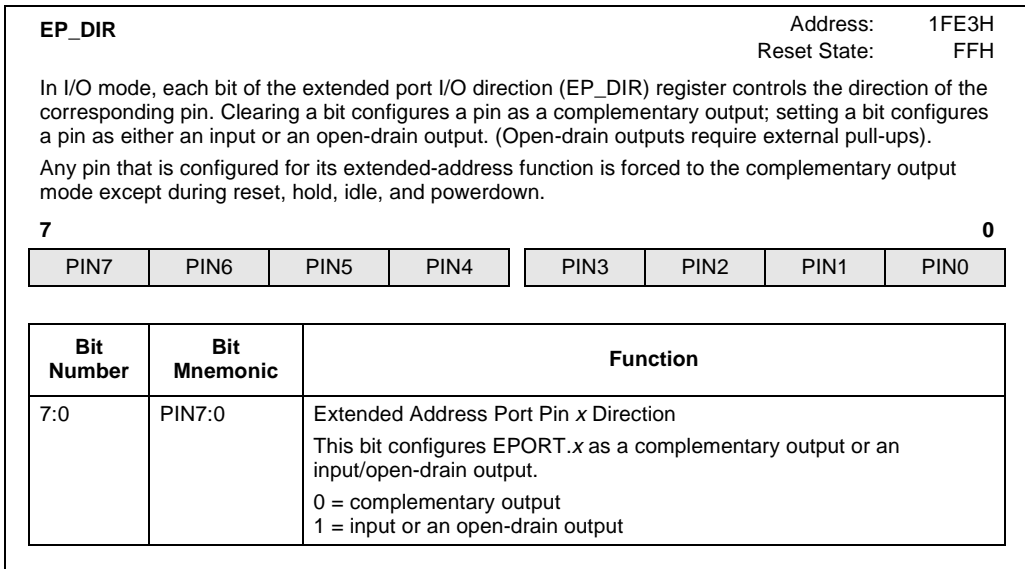 EP_DIR Address: 1FE3H
Reset State: FFH
In I/O mode, each bit of the extended port I/O direction (EP_DIR) register controls the direction of the
corresponding pin. Clearing a bit configures a pin as a complementary output; setting a bit configures
a pin as either an input or an open-drain output. (Open-drain outputs require external pull-ups).
Any pin that is configured for its extended-address function is forced to the complementary output
mode except during reset, hold, idle, and powerdown.
7 0
PIN7 PIN6 PIN5 PIN4 PIN3 PIN2 PIN1 PIN0
Bit Number Bit Mnemonic Function
7:0 PIN7:0 Extended Address Port Pin x Direction
This bit configures EPORT.x as a complementary output or an
input/open-drain output.
0 = complementary output
1 = input or an open-drain output